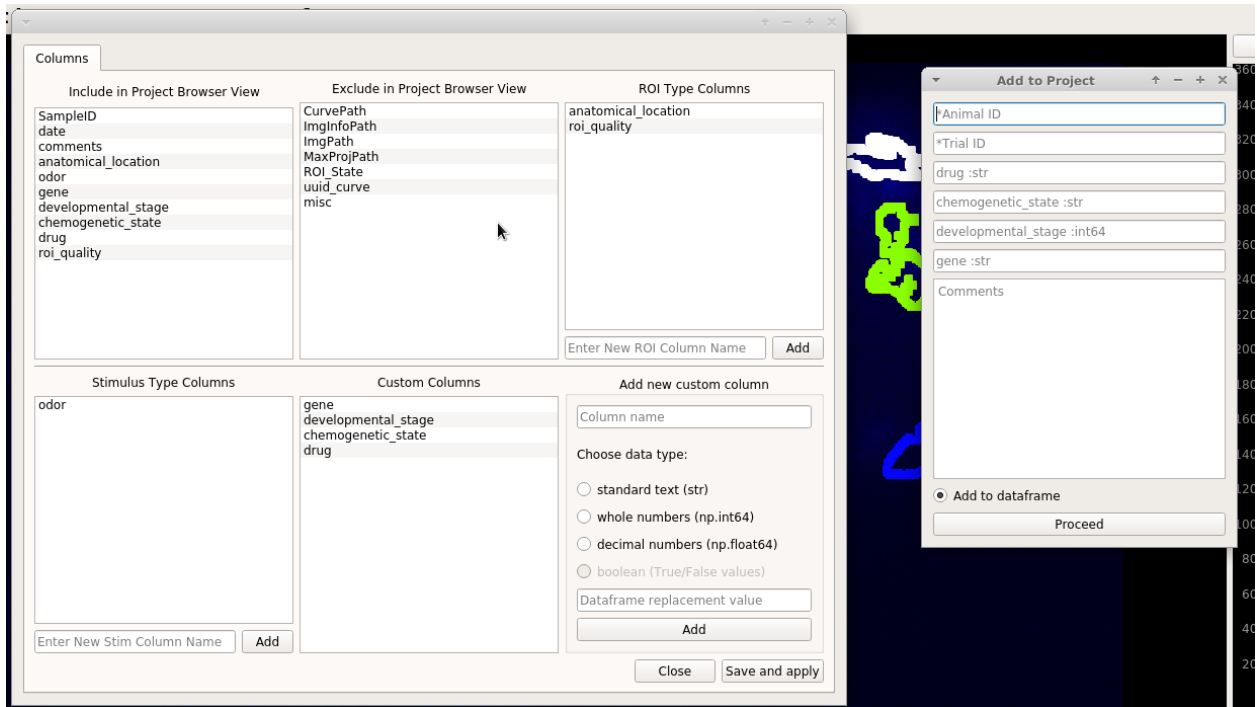 Columns
Include in Project Browser View
SampleID
date
comments
anatomical_location
odor
gene
developmental_stage
chemogenetic_state
drug
roi_quality
Exclude in Project Browser View
CurvePath
ImgInfoPath
ImgPath
MaxProjPath
ROI_State
uuid_curve
misc
ROI Type Columns
anatomical_location
roi_quality
Enter New ROI Column Name
Add
Stimulus Type Columns
odor
Enter New Stim Column Name
Add
Custom Columns
gene
developmental_stage
chemogenetic_state
drug
Add new custom column
Column name
Choose data type:
standard text (str)
whole numbers (np.int64)
decimal numbers (np.float64)
boolean (True/False values)
Dataframe replacement value
Add
Close
Save and apply
Add to Project
*Animal ID
*Trial ID
drug :str
chemogenetic_state :str
developmental_stage :int64
gene :str
Comments
Add to dataframe
Proceed
80
60
40
20